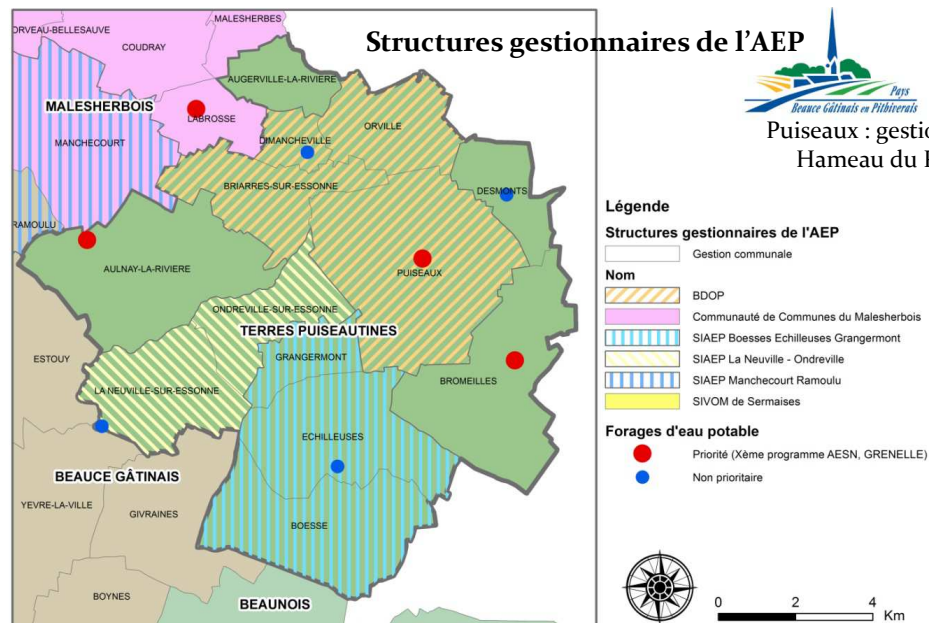 Structures gestionnaires de l'AEP
Pays
Beauce Gâtinais en Pithiverais
Puiseaux : gestio
Hameau du
MALESHERBES
ORVEAU-BELLESAUVE
COUDRAY
AUGERVILLE-LA-RIVIERE
MALESHERBOIS
LABROSSE
ORVILLE
MANCHECOURT
DIMANCHEVILLE
BRIARRES-SUR-ESSONNE
DESMONTS
RAMOULU
AULNAY-LA-RIVIERE
PUISEAUX
ONDREVILLE-SUR-ESSONNE
TERRES PUISEAUTINES
ESTOUY
GRANGERMONT
BROMEILLES
LA NEUVILLE-SUR-ESSONNE
ECHILLEUSES
BEAUCE GÂTINAIS
YEVRE-LA-VILLE
GIVRAINES
BOESSE
BOYNES
BEAUNOIS
Légende
Structures gestionnaires de l'AEP
Gestion communale
Nom
BDOP
Communauté de Communes du Malesherbois
SIAEP Boesses Echilleuses Grangermont
SIAEP La Neuville - Ondreville
SIAEP Manchecourt Ramoulu
SIVOM de Sermaises
Forages d'eau potable
Priorité (Xème programme AESN, GRENELLE)
Non prioritaire
0 2 4
Km